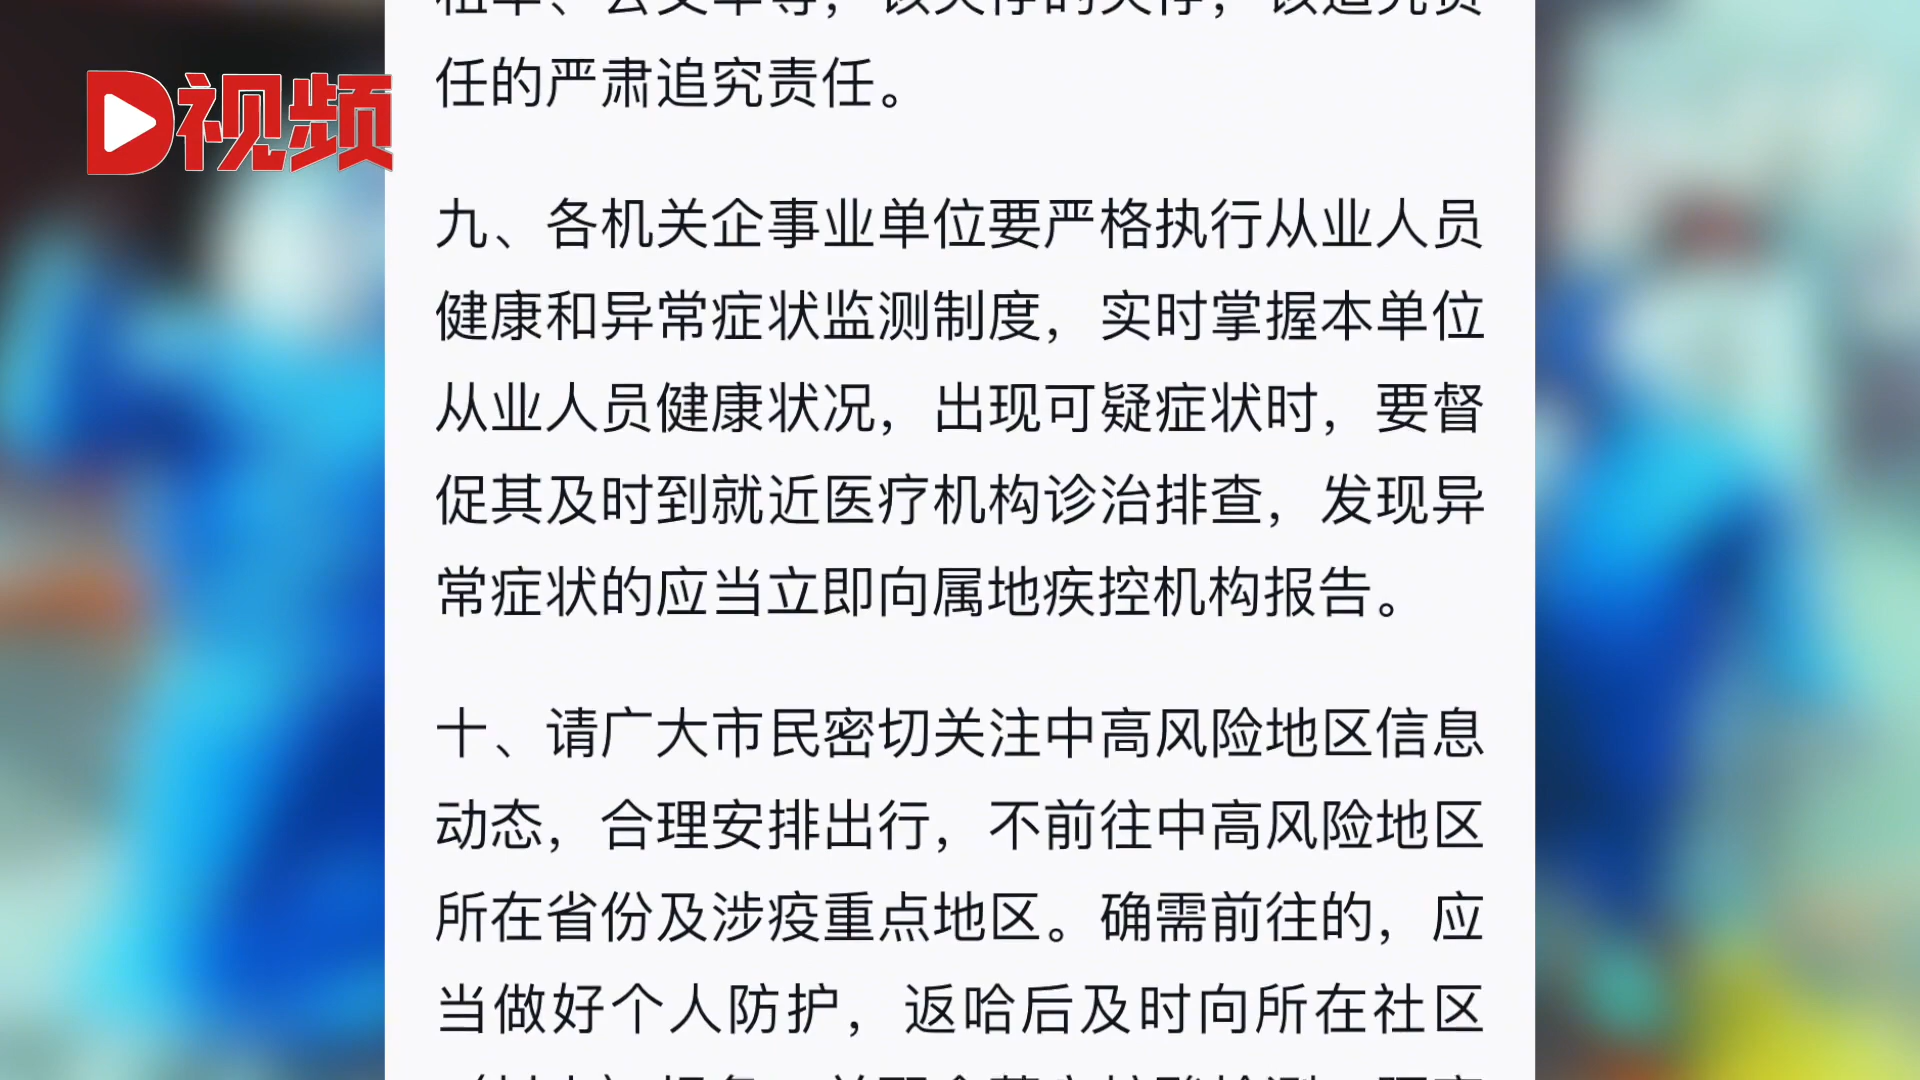 视频
任的严肃追究责任。
九、各机关企事业单位要严格执行从业人员
健康和异常症状监测制度，实时掌握本单位
从业人员健康状况，出现可疑症状时，要督
促其及时到就近医疗机构诊治排查，发现异
常症状的应当立即向属地疾控机构报告。
十、请广大市民密切关注中高风险地区信息
动态，合理安排出行，不前往中高风险地区
所在省份及涉疫重点地区。确需前往的，应
当做好个人防护，返哈后及时向所在社区